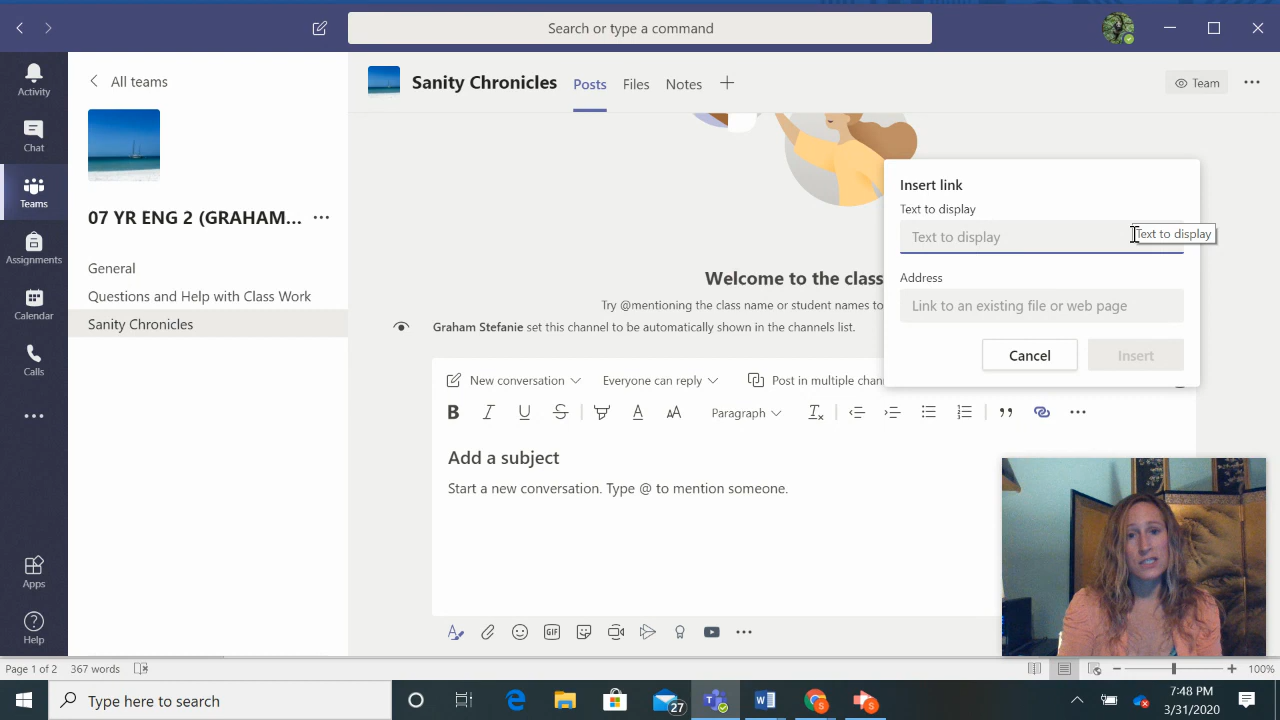 Search or type a command
Activity
Chat
Teams
Assignments
Calendar
Calls
Apps
Help
All teams
07 YR ENG 2 (GRAHAM...
General
Questions and Help with Class Work
Sanity Chronicles
Sanity Chronicles
Posts
Files
Notes
Team
Welcome to the class
Try @mentioning the class name or student names to
Graham Stefanie set this channel to be automatically shown in the channels list.
Insert link
Text to display
Text to display
Text to display
Address
Link to an existing file or web page
Cancel
Insert
New conversation
Everyone can reply
Post in multiple chan
B
I
U
S
A
AA
Paragraph
Add a subject
Start a new conversation. Type @ to mention someone.
GIF
Page 1 of 2
367 words
100%
Type here to search
27
7:48 PM
3/31/2020